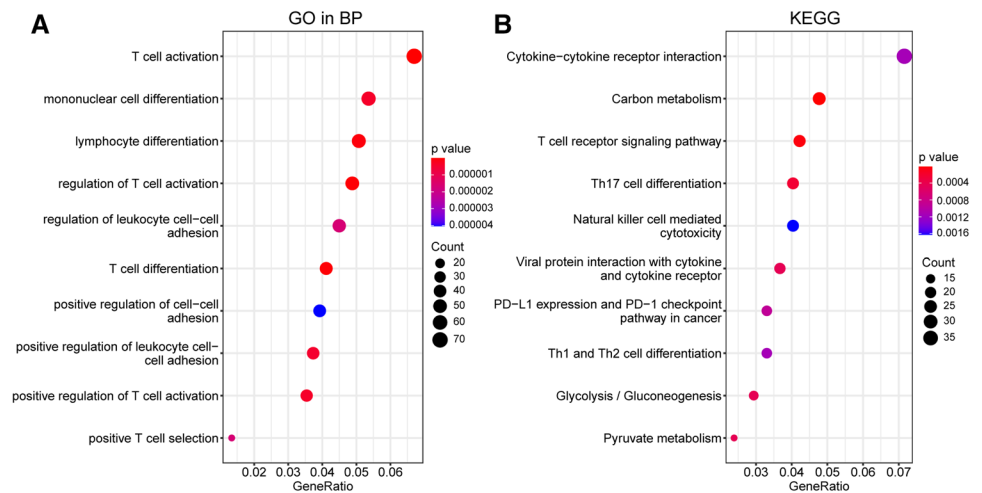 A
GO in BP
T cell activation
mononuclear cell differentiation
lymphocyte differentiation
regulation of T cell activation
regulation of leukocyte cell−cell
adhesion
T cell differentiation
positive regulation of cell−cell
adhesion
positive regulation of leukocyte cell−
cell adhesion
positive regulation of T cell activation
positive T cell selection
0.02 0.03 0.04 0.05 0.06
GeneRatio
p value
0.000001
0.000002
0.000003
0.000004
Count
20
30
40
50
60
70
B
KEGG
Cytokine−cytokine receptor interaction
Carbon metabolism
T cell receptor signaling pathway
Th17 cell differentiation
Natural killer cell mediated
cytotoxicity
Viral protein interaction with cytokine
and cytokine receptor
PD−L1 expression and PD−1 checkpoint
pathway in cancer
Th1 and Th2 cell differentiation
Glycolysis / Gluconeogenesis
Pyruvate metabolism
0.03 0.04 0.05 0.06 0.07
GeneRatio
p value
0.0004
0.0008
0.0012
0.0016
Count
15
20
25
30
35